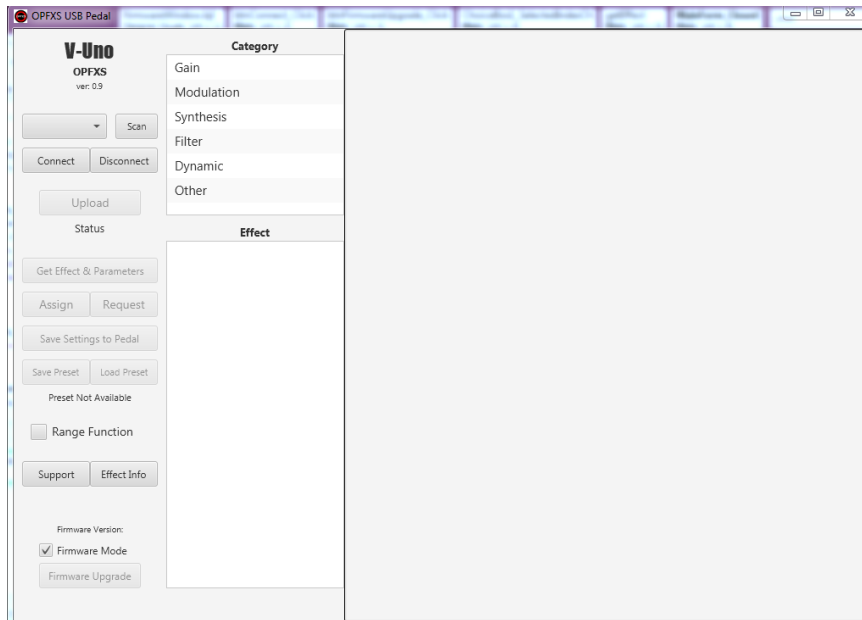 OPFXS USB Pedal
V-Uno
OPFXS
ver: 0.9
Scan
Connect Disconnect
Upload
Status
Get Effect & Parameters
Assign Request
Save Settings to Pedal
Save Preset Load Preset
Preset Not Available
Range Function
Support Effect Info
Firmware Version:
Firmware Mode
Firmware Upgrade
Category
Gain
Modulation
Synthesis
Filter
Dynamic
Other
Effect